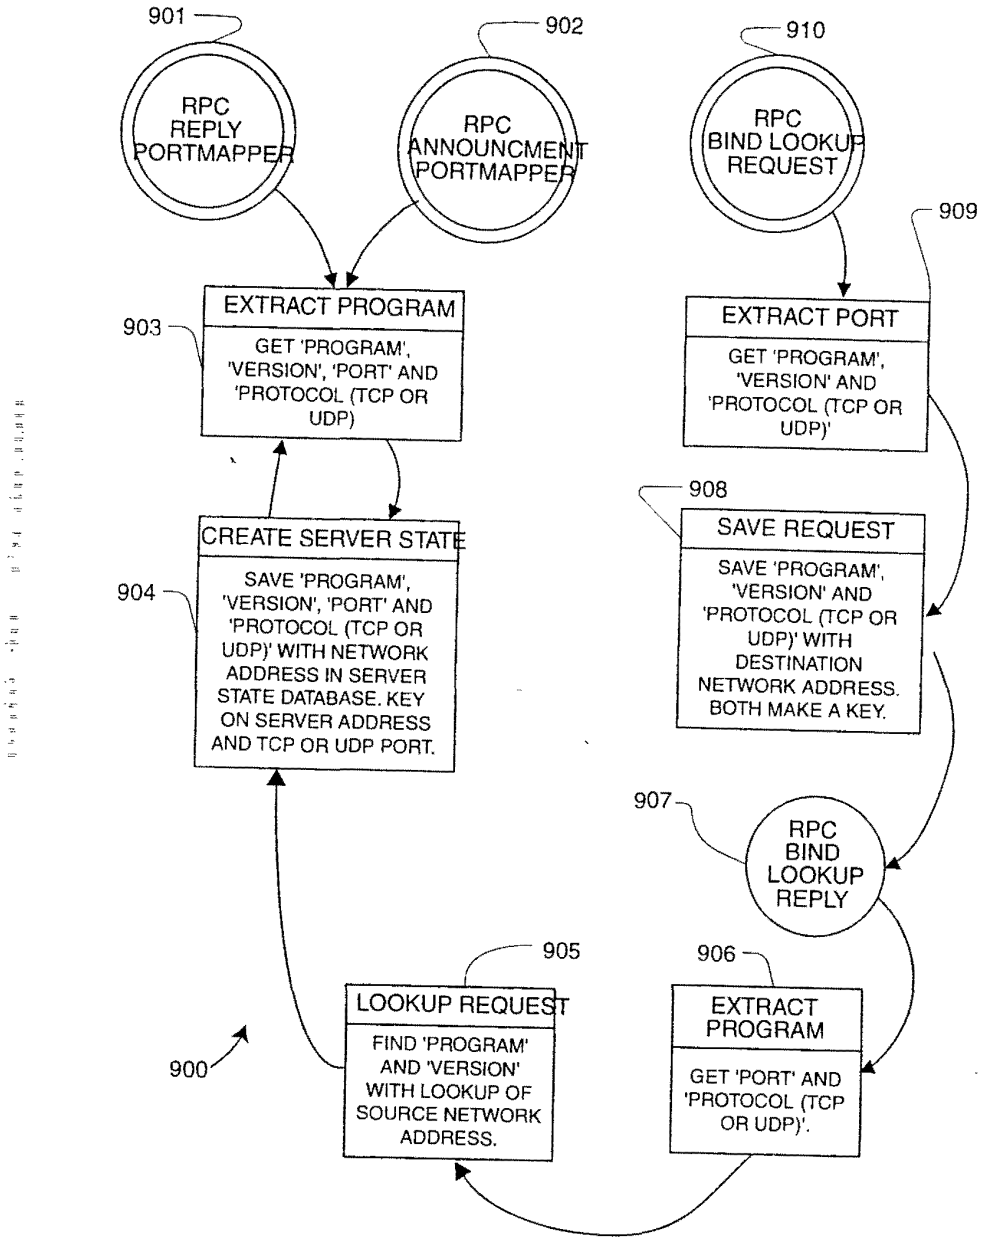 901
902
910
RPC
REPLY
PORTMAPPER
RPC
ANNOUNCMENT
PORTMAPPER
RPC
BIND LOOKUP
REQUEST
909
903
EXTRACT PROGRAM
GET 'PROGRAM',
'VERSION', 'PORT' AND
'PROTOCOL (TCP OR
UDP)
EXTRACT PORT
GET 'PROGRAM',
'VERSION' AND
'PROTOCOL (TCP OR
UDP)'
904
CREATE SERVER STATE
SAVE 'PROGRAM',
'VERSION', 'PORT' AND
'PROTOCOL (TCP OR
UDP)' WITH NETWORK
ADDRESS IN SERVER
STATE DATABASE. KEY
ON SERVER ADDRESS
AND TCP OR UDP PORT.
908
SAVE REQUEST
SAVE 'PROGRAM',
'VERSION' AND
'PROTOCOL (TCP OR
UDP)' WITH
DESTINATION
NETWORK ADDRESS.
BOTH MAKE A KEY.
907
RPC
BIND
LOOKUP
REPLY
905
LOOKUP REQUEST
FIND 'PROGRAM'
AND 'VERSION'
WITH LOOKUP OF
SOURCE NETWORK
ADDRESS.
906
EXTRACT
PROGRAM
GET 'PORT' AND
'PROTOCOL (TCP
OR UDP)'.
900